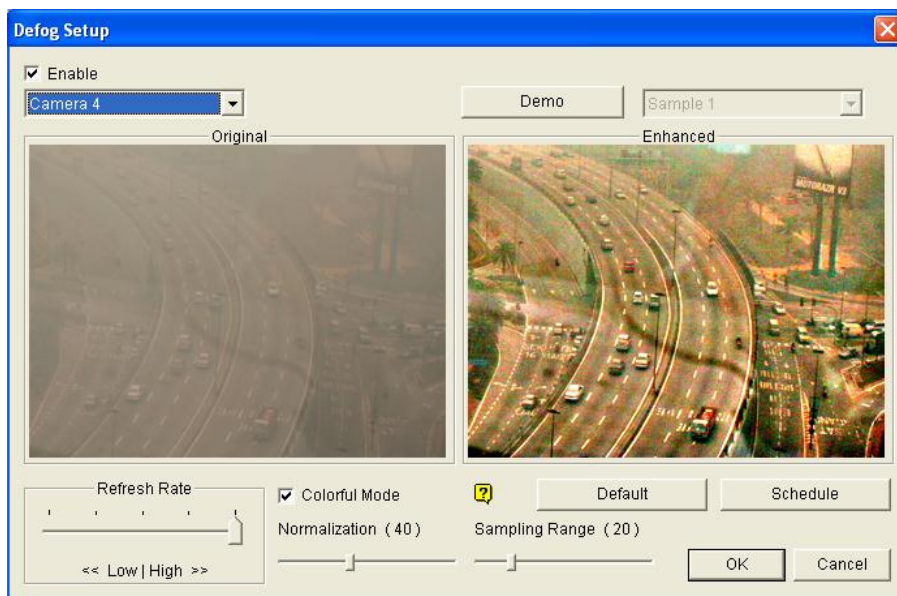 Defog Setup
Enable
Camera 4
Demo
Sample 1
Original
Enhanced
MOTORAZR V3
Refresh Rate
<< Low | High >>
Colorful Mode
?
Default
Schedule
Normalization ( 40 )
Sampling Range ( 20 )
OK
Cancel